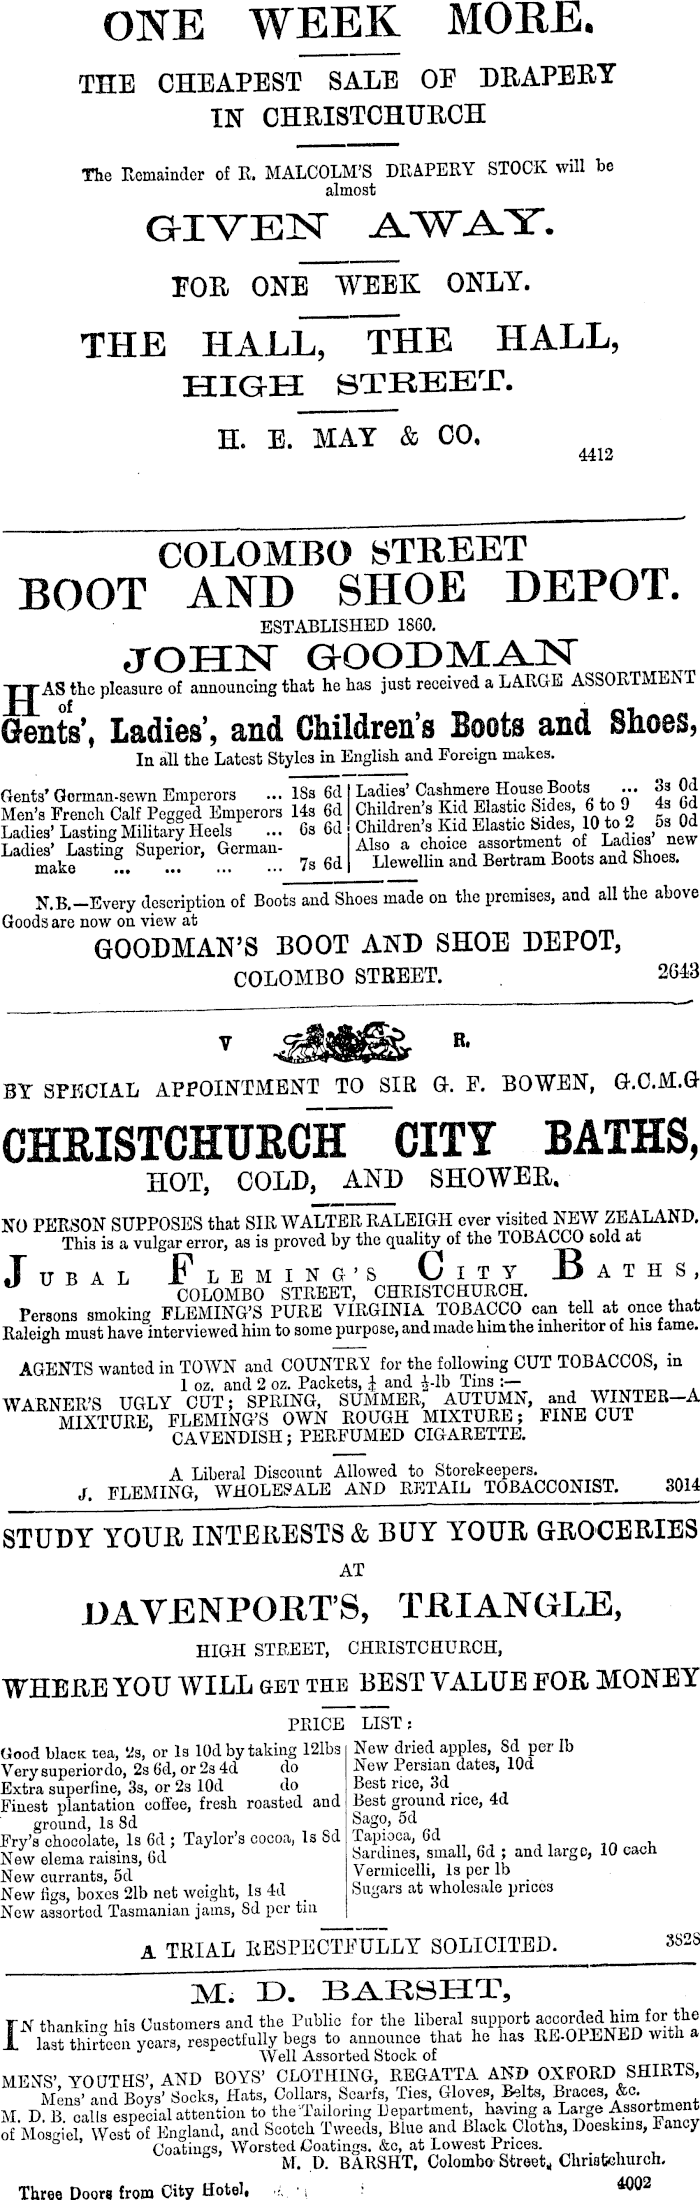 ONE WEEK MORE.
THE CHEAPEST SALE OF DRAPERY
IN CHRISTCHURCH
The Remainder of R. MALCOLM'S DRAPERY STOCK will be
almost
GIVEN AWAY.
FOR ONE WEEK ONLY.
THE HALL, THE HALL,
HIGH STREET.
H. E. MAY & CO.
4412
COLOMBO STREET
BOOT AND SHOE DEPOT.
ESTABLISHED 1860.
JOHN GOODMAN
HAS the pleasure of announcing that he has just received a LARGE ASSORTMENT
of
Gents', Ladies', and Children's Boots and Shoes,
In all the Latest Styles in English and Foreign makes.
Gents' German-sewn Emperors ... 18s 6d
Men's French Calf Pegged Emperors 14s 6d
Ladies' Lasting Military Heels ... 6s 6d
Ladies' Lasting Superior, German-
make ... ... ... ... 7s 6d
Ladies' Cashmere House Boots ... 3s 0d
Children's Kid Elastic Sides, 6 to 9 4s 6d
Children's Kid Elastic Sides, 10 to 2 5s 0d
Also a choice assortment of Ladies' new
Llewellin and Bertram Boots and Shoes.
N.B.—Every description of Boots and Shoes made on the premises, and all the above
Goods are now on view at
GOODMAN'S BOOT AND SHOE DEPOT,
COLOMBO STREET. 2643
V R.
BY SPECIAL APPOINTMENT TO SIR G. F. BOWEN, G.C.M.G
CHRISTCHURCH CITY BATHS,
HOT, COLD, AND SHOWER.
NO PERSON SUPPOSES that SIR WALTER RALEIGH ever visited NEW ZEALAND.
This is a vulgar error, as is proved by the quality of the TOBACCO sold at
JUBAL FLEMING'S CITY BATHS,
COLOMBO STREET, CHRISTCHURCH.
Persons smoking FLEMING'S PURE VIRGINIA TOBACCO can tell at once that
Raleigh must have interviewed him to some purpose, and made him the inheritor of his fame.
AGENTS wanted in TOWN and COUNTRY for the following CUT TOBACCOS, in
1 oz. and 2 oz. Packets, ¼ and ½-lb Tins :—
WARNER'S UGLY CUT; SPRING, SUMMER, AUTUMN, and WINTER—A
MIXTURE, FLEMING'S OWN ROUGH MIXTURE; FINE CUT
CAVENDISH; PERFUMED CIGARETTE.
A Liberal Discount Allowed to Storekeepers.
J. FLEMING, WHOLESALE AND RETAIL TOBACCONIST. 3014
STUDY YOUR INTERESTS & BUY YOUR GROCERIES
AT
DAVENPORT'S, TRIANGLE,
HIGH STREET, CHRISTCHURCH,
WHERE YOU WILL GET THE BEST VALUE FOR MONEY
PRICE LIST:
Good black tea, 2s, or 1s 10d by taking 12lbs
Very superior do, 2s 6d, or 2s 4d do
Extra superfine, 3s, or 2s 10d do
Finest plantation coffee, fresh roasted and
ground, 1s 8d
Fry's chocolate, 1s 6d; Taylor's cocoa, 1s 8d
New elema raisins, 6d
New currants, 5d
New figs, boxes 2lb net weight, 1s 4d
New assorted Tasmanian jams, 8d per tin
New dried apples, 8d per lb
New Persian dates, 10d
Best rice, 3d
Best ground rice, 4d
Sago, 5d
Tapioca, 6d
Sardines, small, 6d; and large, 10 each
Vermicelli, 1s per lb
Sugars at wholesale prices
A TRIAL RESPECTFULLY SOLICITED. 3828
M. D. BARSHT,
IN thanking his Customers and the Public for the liberal support accorded him for the
last thirteen years, respectfully begs to announce that he has RE-OPENED with a
Well Assorted Stock of
MENS', YOUTHS', AND BOYS' CLOTHING, REGATTA AND OXFORD SHIRTS,
Mens' and Boys' Socks, Hats, Collars, Scarfs, Ties, Gloves, Belts, Braces, &c.
M. D. B. calls especial attention to the Tailoring Department, having a Large Assortment
of Mosgiel, West of England, and Scotch Tweeds, Blue and Black Cloths, Doeskins, Fancy
Coatings, Worsted Coatings. &c, at Lowest Prices.
M. D. BARSHT, Colombo Street, Christchurch.
Three Doors from City Hotel. 4002